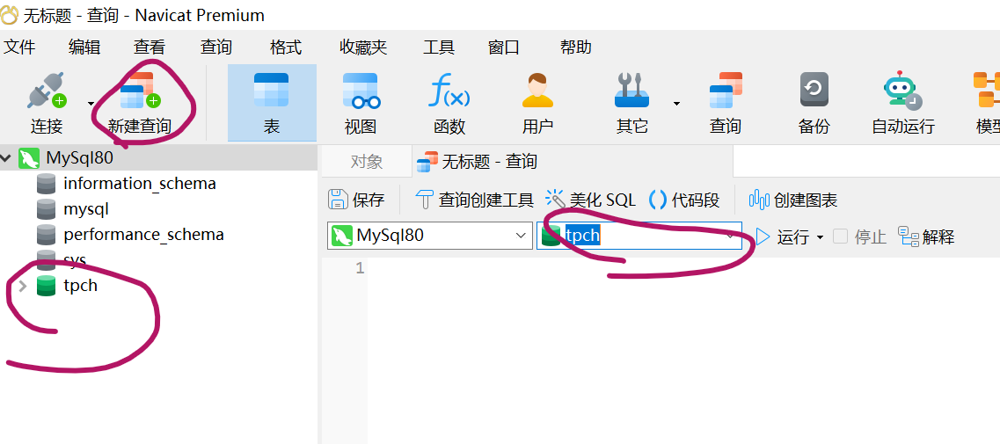 无标题 - 查询 - Navicat Premium
文件 编辑 查看 查询 格式 收藏夹 工具 窗口 帮助
连接 新建查询 表 视图 函数 用户 其它 查询 备份 自动运行 模型
MySql80
information_schema
mysql
performance_schema
sys
tpch
对象 无标题 - 查询
保存 查询创建工具 美化 SQL 代码段 创建图表
MySql80 tpch 运行 停止 解释
1